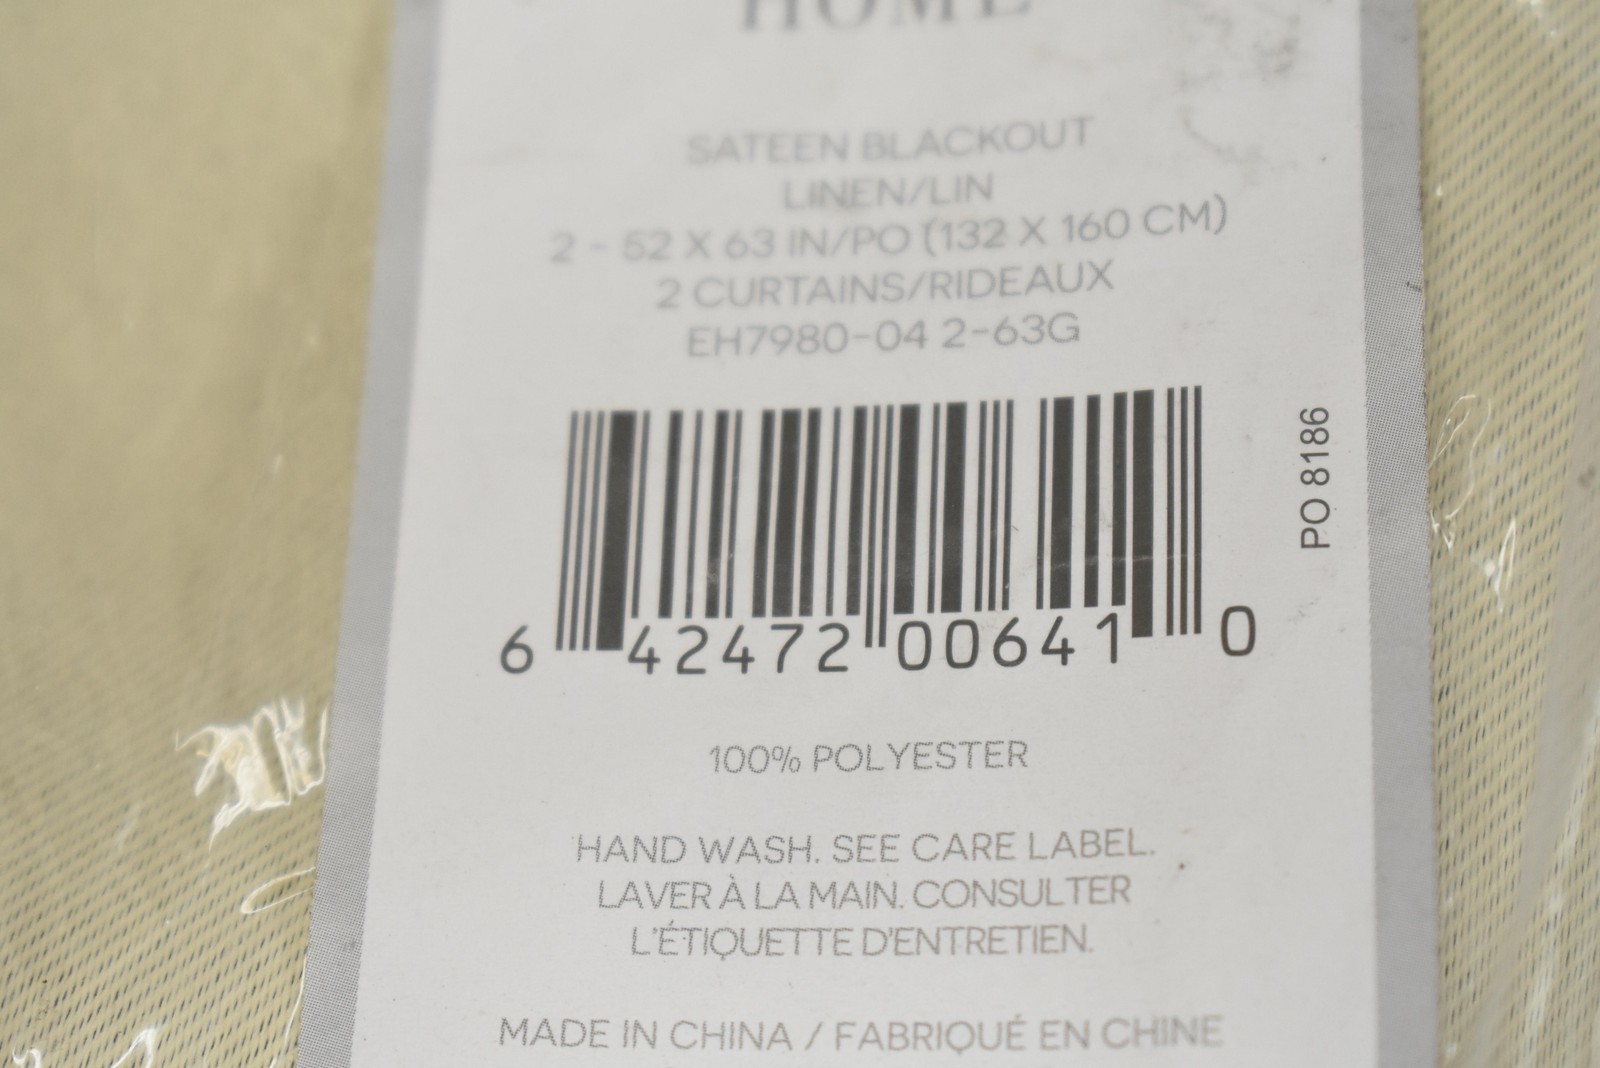 HOME
SATEEN BLACKOUT
LINEN/LIN
2 - 52 X 63 IN/PO (132 X 160 CM)
2 CURTAINS/RIDEAUX
EH7980-04 2-63G
PO 8186
6 42472 00641 0
100% POLYESTER
HAND WASH. SEE CARE LABEL.
LAVER À LA MAIN. CONSULTER
L'ÉTIQUETTE D'ENTRETIEN.
MADE IN CHINA / FABRIQUÉ EN CHINE